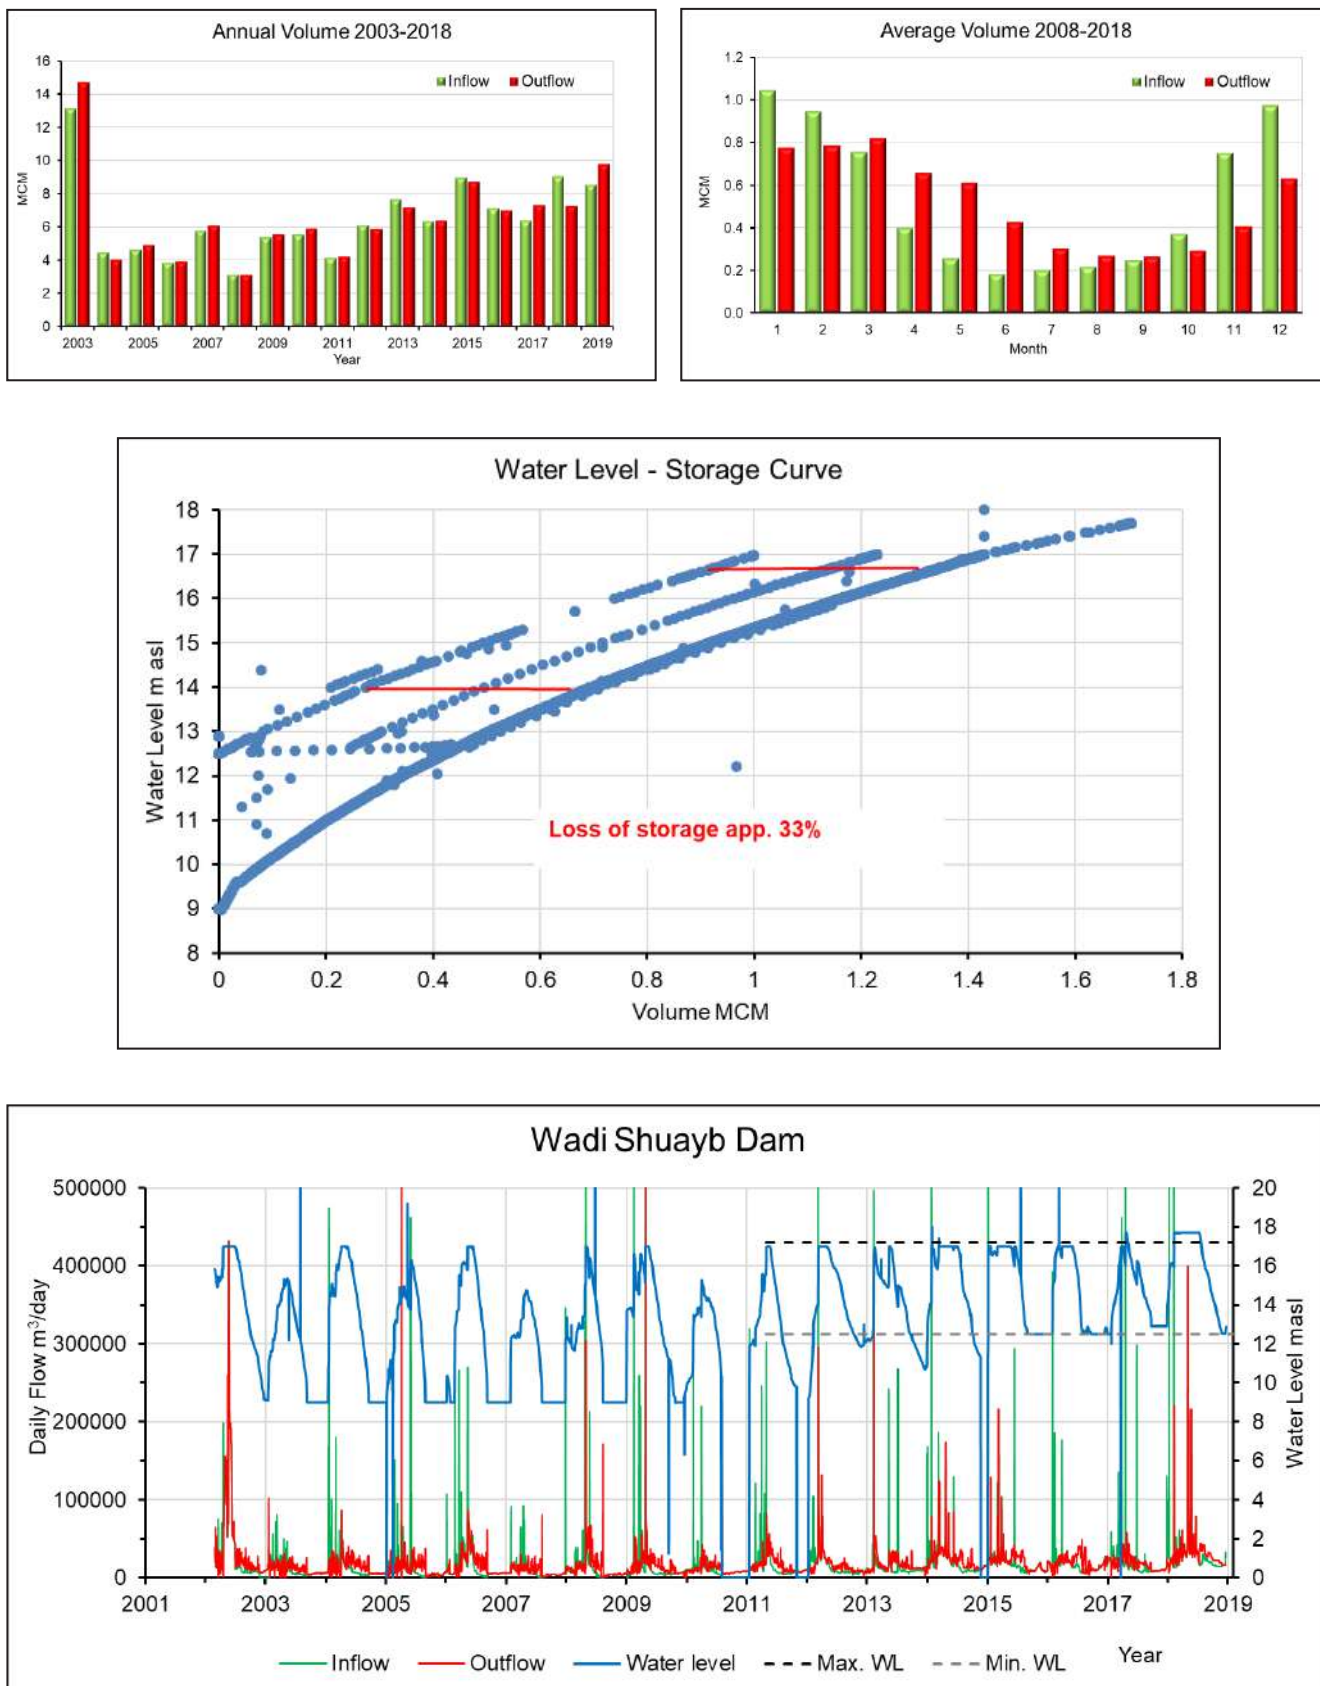 Annual Volume 2003-2018
Inflow Outflow
16
14
12
10
8
6
4
2
0
MCM
2003 2005 2007 2009 2011 2013 2015 2017 2019
Year
Average Volume 2008-2018
Inflow Outflow
1.2
1.0
0.8
0.6
0.4
0.2
0.0
MCM
1 2 3 4 5 6 7 8 9 10 11 12
Month
Water Level - Storage Curve
18
17
16
15
14
13
12
11
10
9
8
Water Level m asl
Loss of storage app. 33%
0 0.2 0.4 0.6 0.8 1 1.2 1.4 1.6 1.8
Volume MCM
Wadi Shuayb Dam
500000
400000
300000
200000
100000
0
Daily Flow m³/day
20
18
16
14
12
10
8
6
4
2
0
Water Level masl
2001 2003 2005 2007 2009 2011 2013 2015 2017 2019
Year
Inflow Outflow Water level Max. WL Min. WL